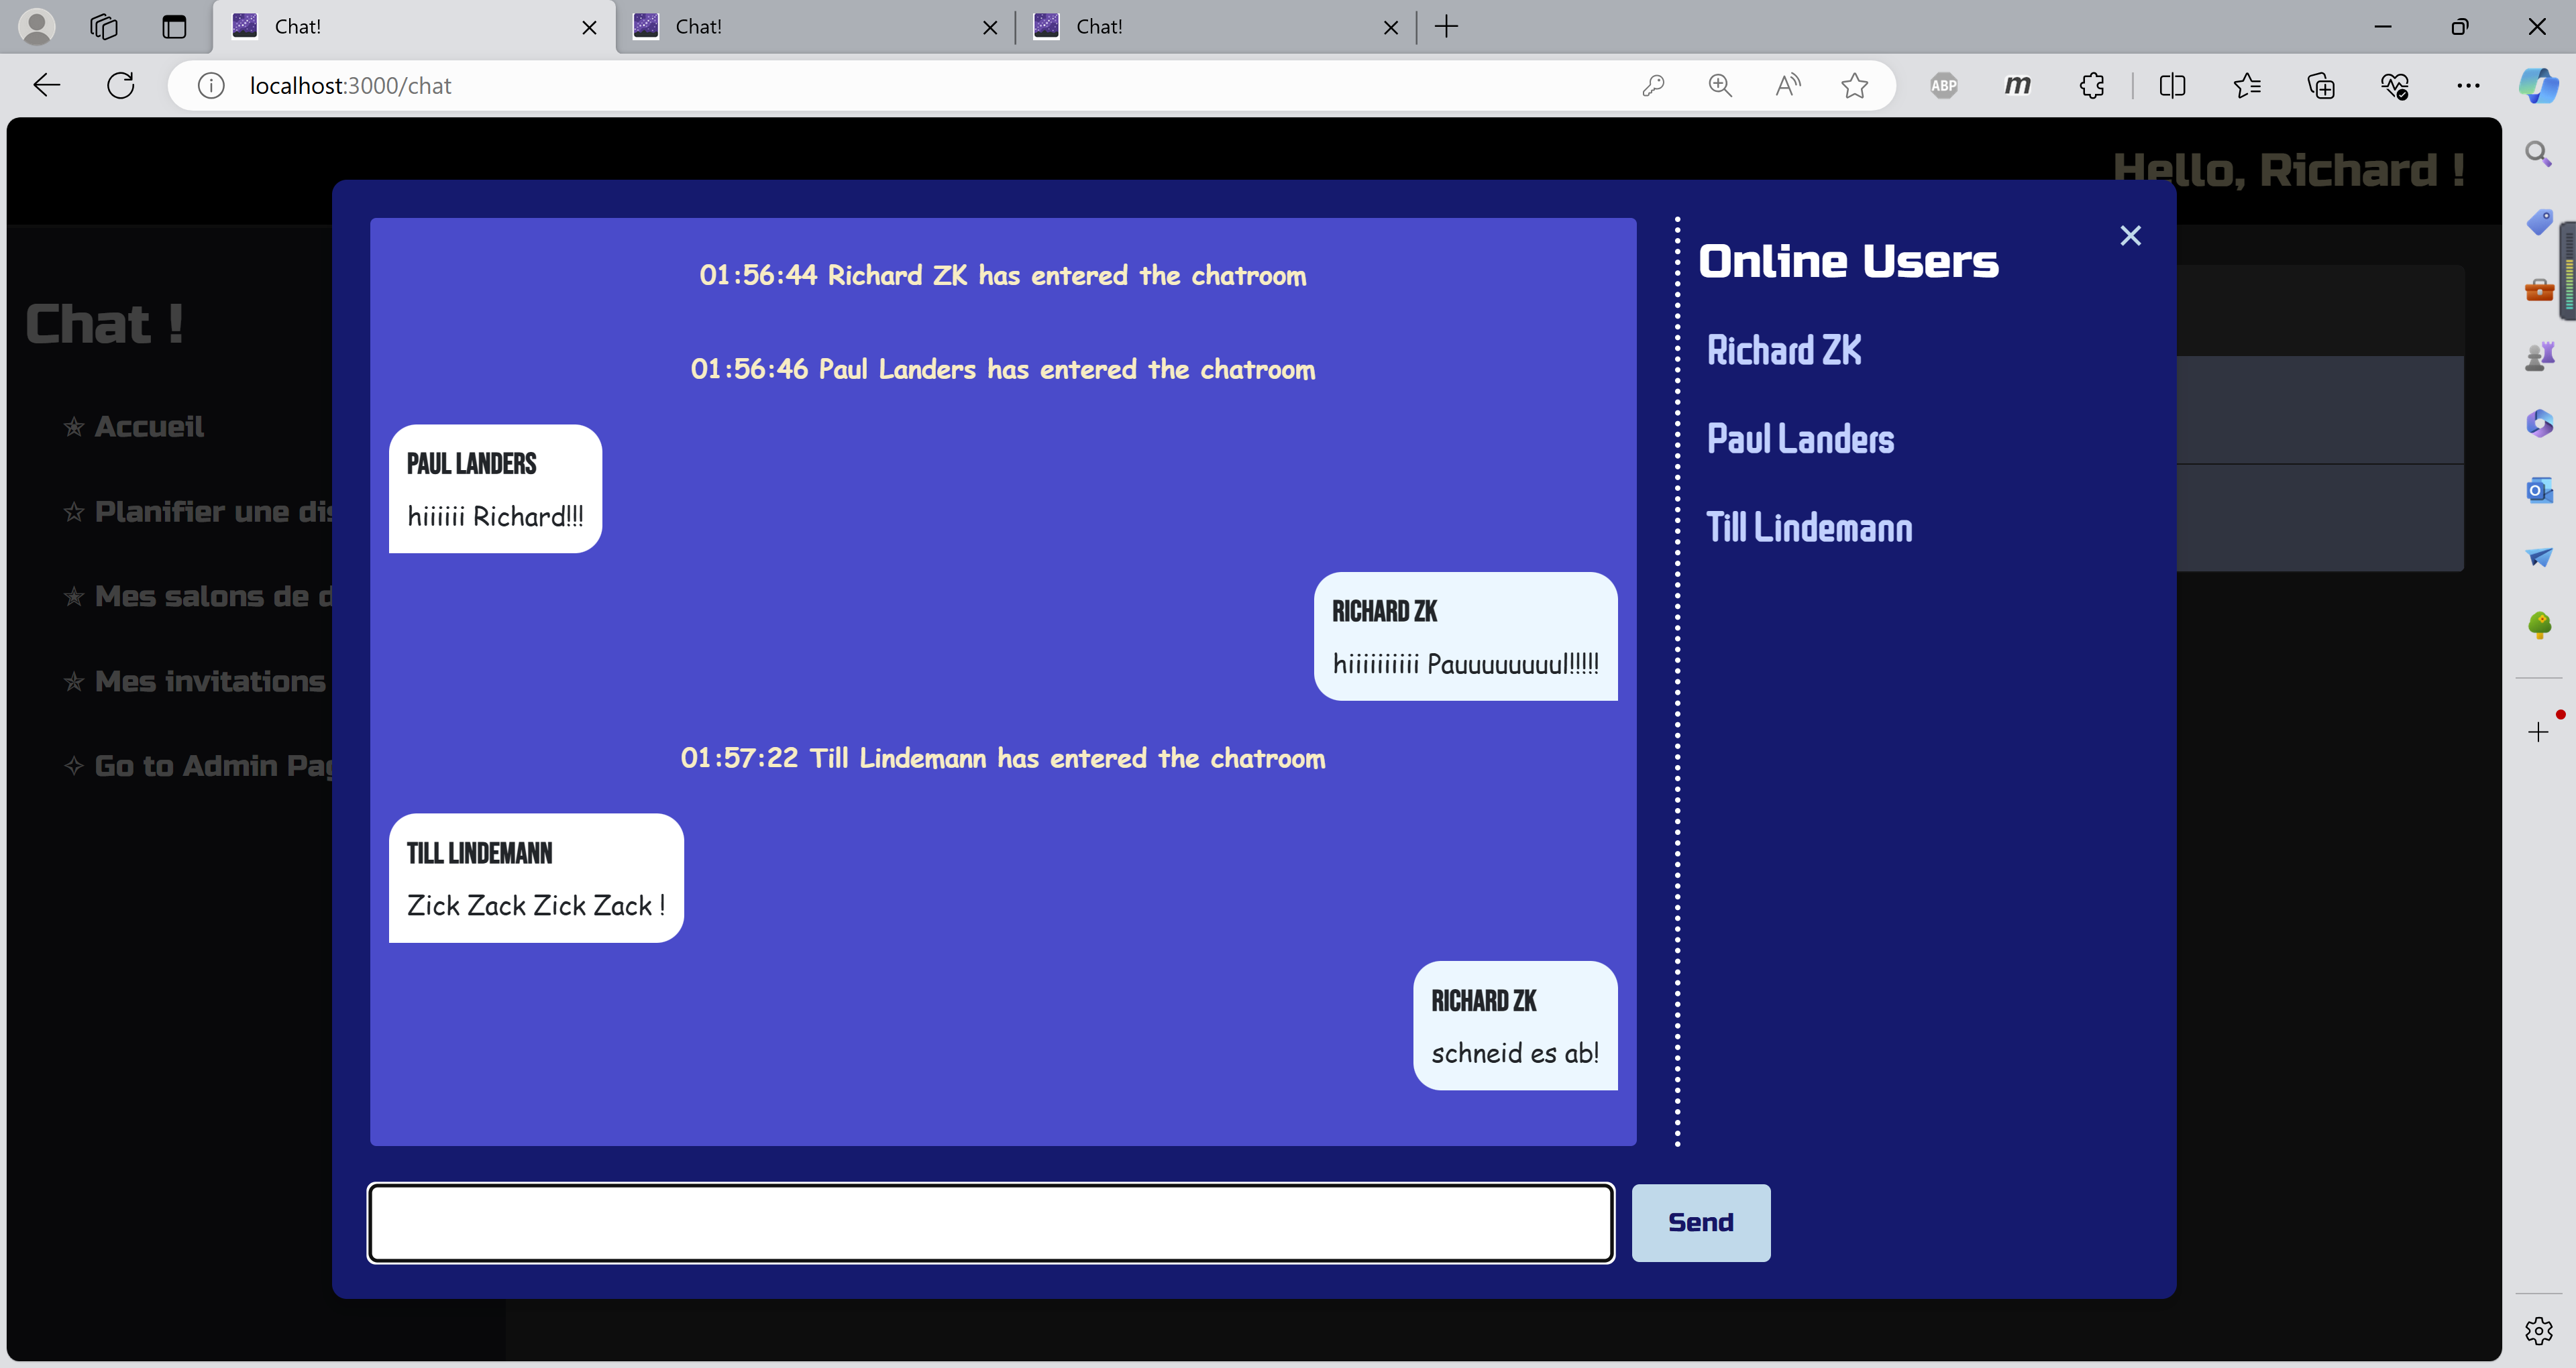 Chat!
Chat!
Chat!
localhost:3000/chat
ABP
m
Hello, Richard !
Chat !
✭ Accueil
☆ Planifier une dis
✭ Mes salons de d
✯ Mes invitations
✧ Go to Admin Pag
01:56:44 Richard ZK has entered the chatroom
01:56:46 Paul Landers has entered the chatroom
PAUL LANDERS
hiiiiii Richard!!!
RICHARD ZK
hiiiiiiiiiii Pauuuuuuuul!!!!!
01:57:22 Till Lindemann has entered the chatroom
TILL LINDEMANN
Zick Zack Zick Zack !
RICHARD ZK
schneid es ab!
Online Users
Richard ZK
Paul Landers
Till Lindemann
Send